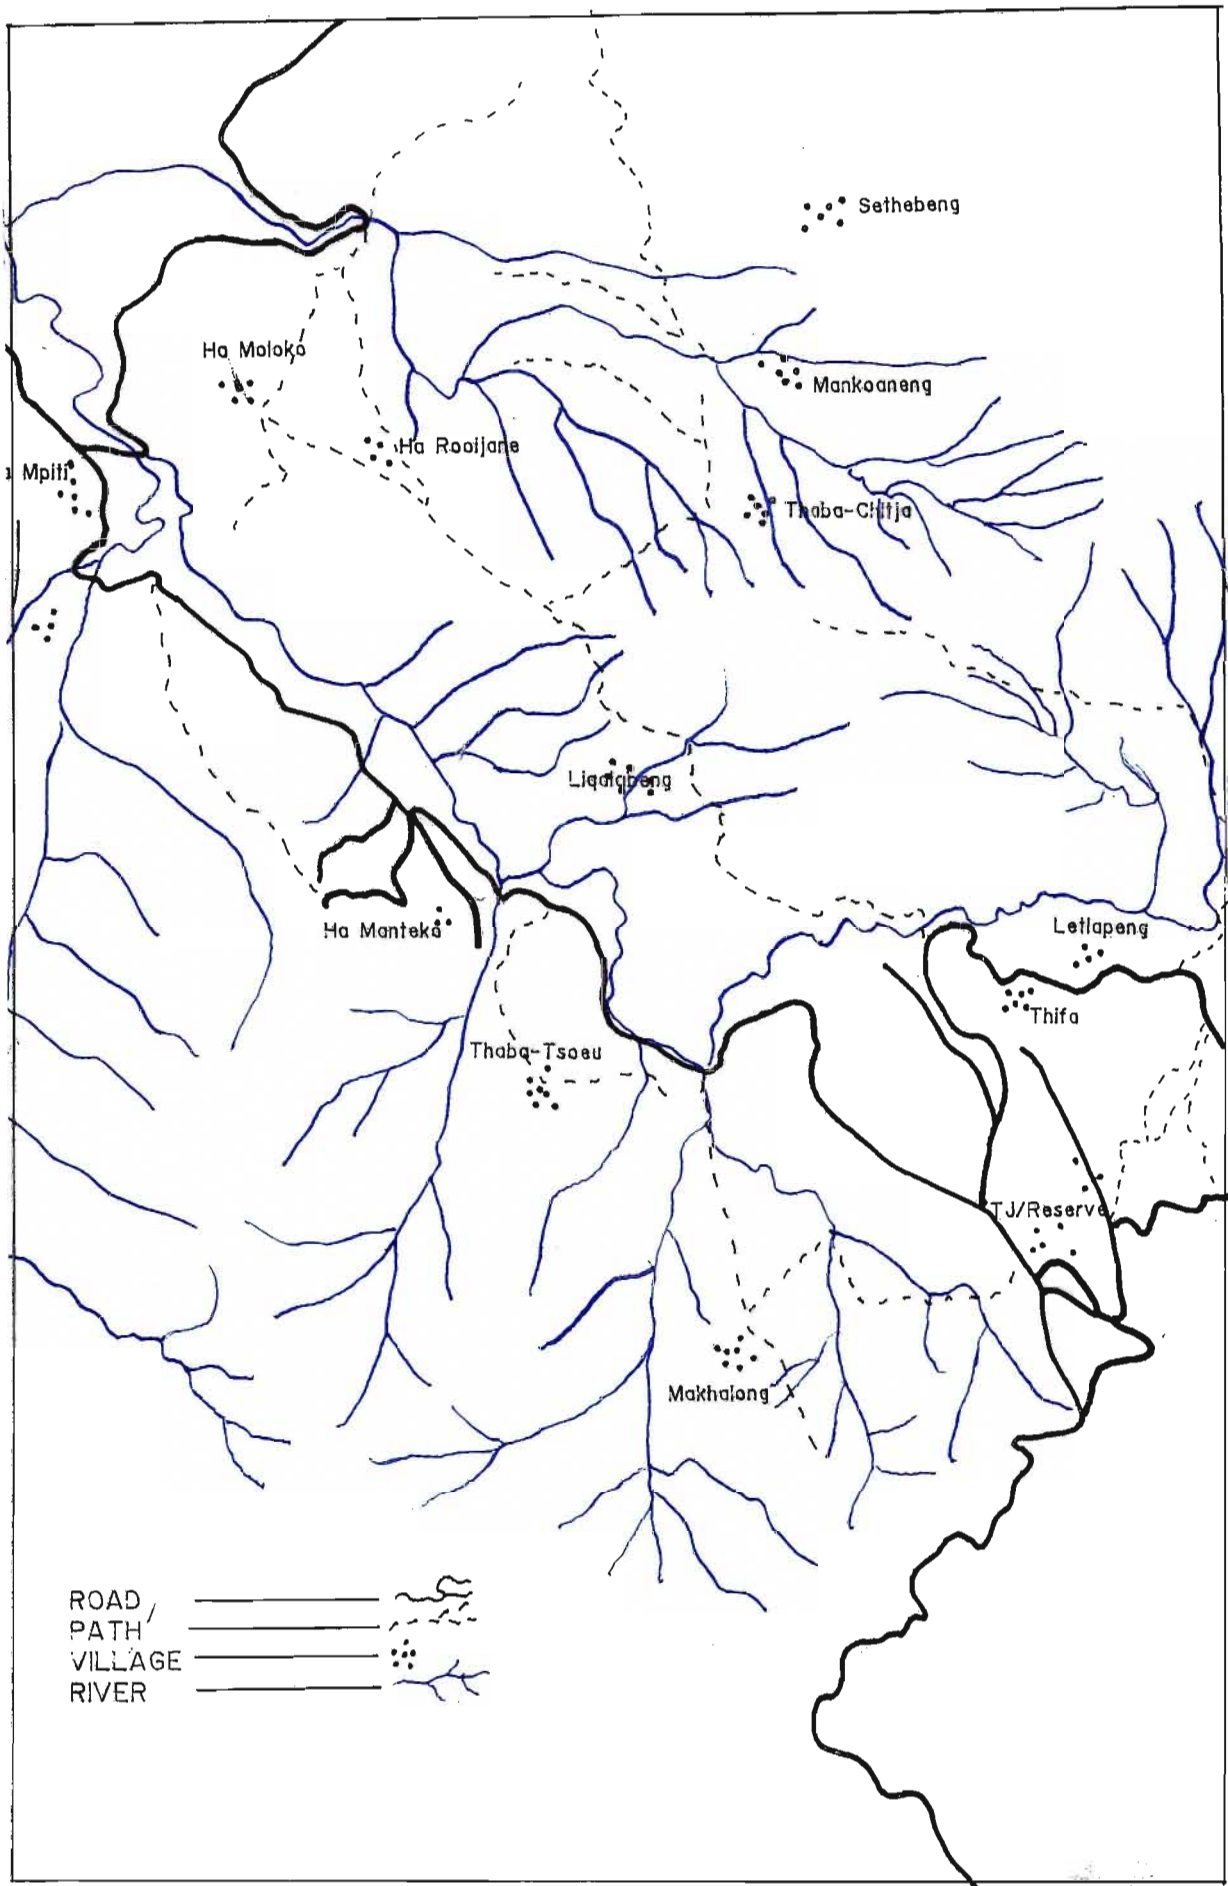 Sethebeng
Ha Moloko
Mankoaneng
Ha Rooijane
Mpiti
Thaba-Chitja
Liqalabeng
Ha Manteko
Letlapeng
Thifa
Thaba-Tsoeu
TJ/Reserve
Makhalong
ROAD
PATH
VILLAGE
RIVER